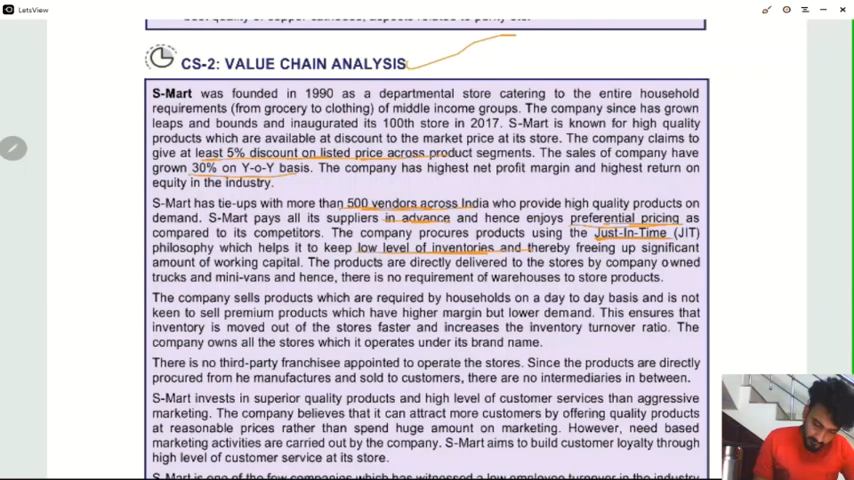 LetsView
CS-2: VALUE CHAIN ANALYSIS
S-Mart was founded in 1990 as a departmental store catering to the entire household
requirements (from grocery to clothing) of middle income groups. The company since has grown
leaps and bounds and inaugurated its 100th store in 2017. S-Mart is known for high quality
products which are available at discount to the market price at its store. The company claims to
give at least 5% discount on listed price across product segments. The sales of company have
grown 30% on Y-o-Y basis. The company has highest net profit margin and highest return on
equity in the industry.
S-Mart has tie-ups with more than 500 vendors across India who provide high quality products on
demand. S-Mart pays all its suppliers in advance and hence enjoys preferential pricing as
compared to its competitors. The company procures products using the Just-In-Time (JIT)
philosophy which helps it to keep low level of inventories and thereby freeing up significant
amount of working capital. The products are directly delivered to the stores by company owned
trucks and mini-vans and hence, there is no requirement of warehouses to store products.
The company sells products which are required by households on a day to day basis and is not
keen to sell premium products which have higher margin but lower demand. This ensures that
inventory is moved out of the stores faster and increases the inventory turnover ratio. The
company owns all the stores which it operates under its brand name.
There is no third-party franchisee appointed to operate the stores. Since the products are directly
procured from he manufactures and sold to customers, there are no intermediaries in between.
S-Mart invests in superior quality products and high level of customer services than aggressive
marketing. The company believes that it can attract more customers by offering quality products
at reasonable prices rather than spend huge amount on marketing. However, need based
marketing activities are carried out by the company. S-Mart aims to build customer loyalty through
high level of customer service at its store.
S-Mart is one of the few companies which has witnessed a low employee turnover in the industry